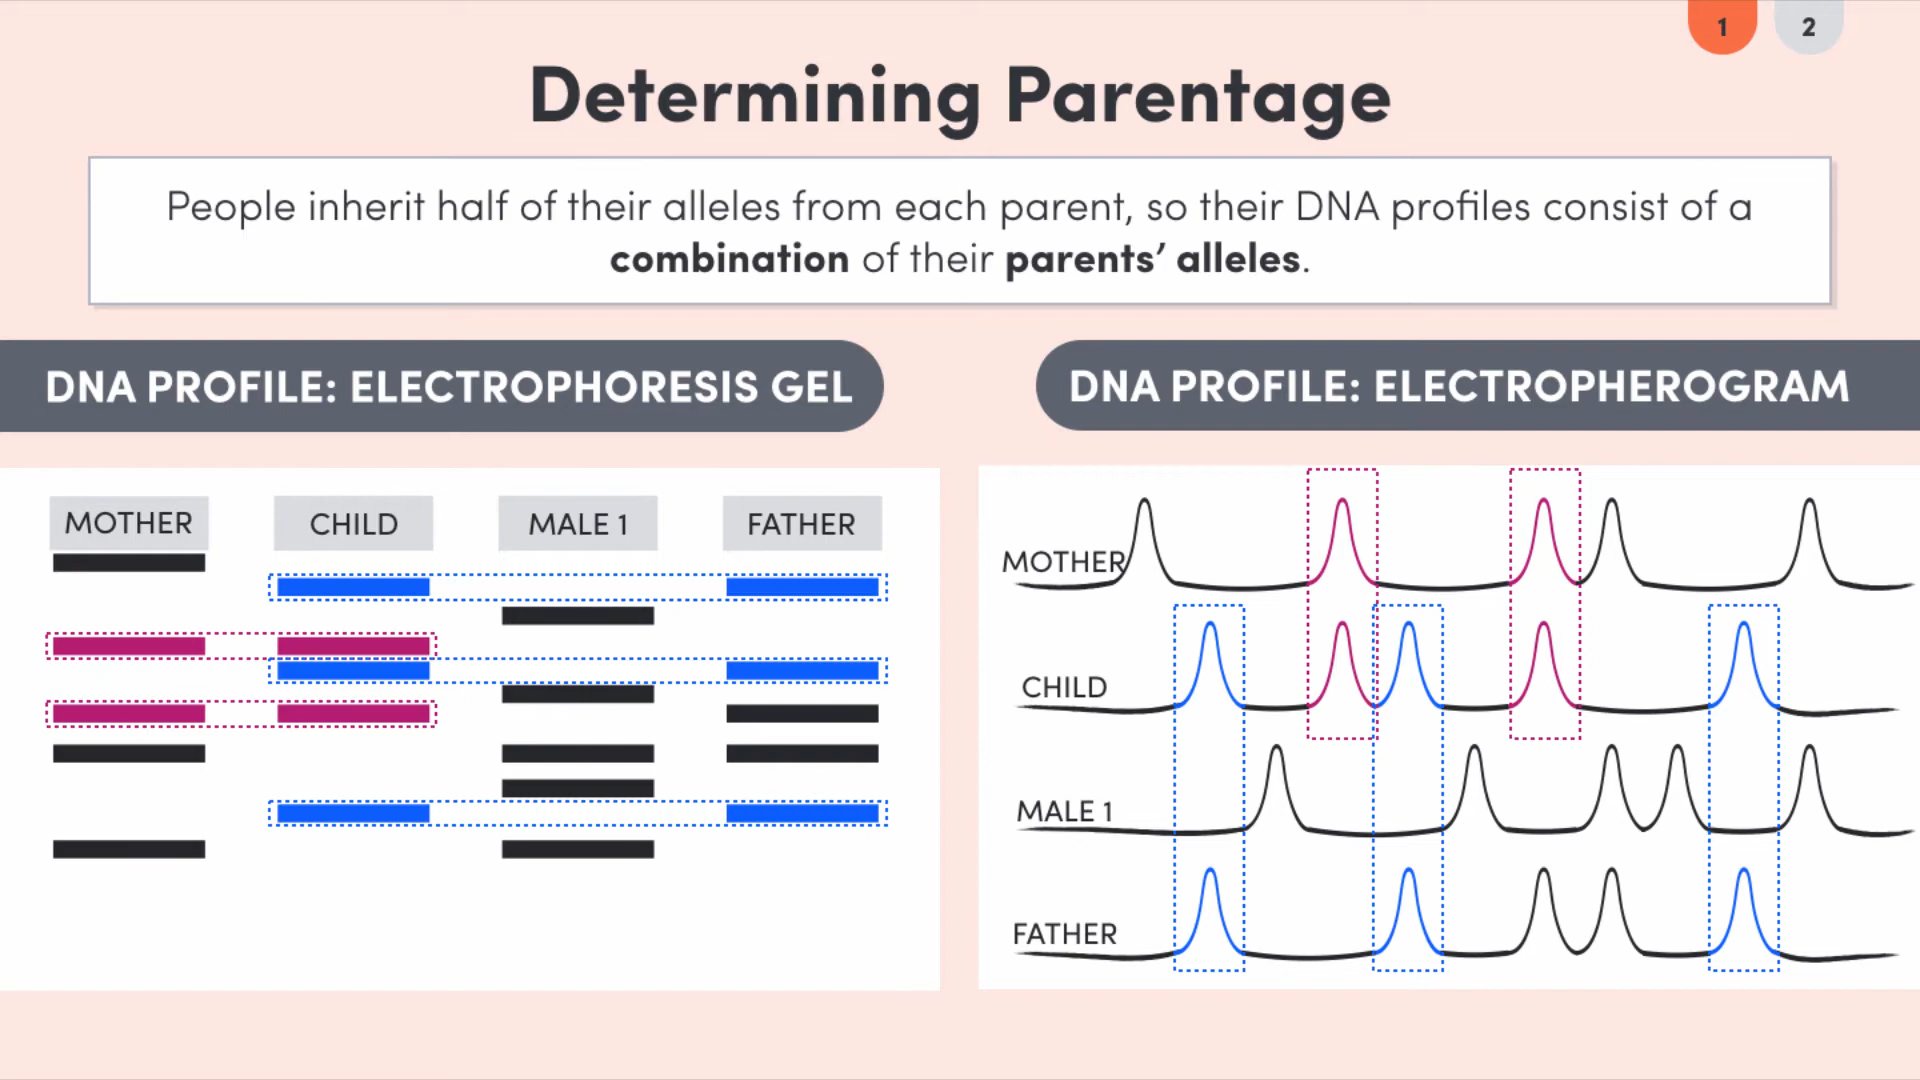 1
2
Determining Parentage
People inherit half of their alleles from each parent, so their DNA profiles consist of a
combination of their parents’ alleles.
DNA PROFILE: ELECTROPHORESIS GEL
MOTHER
CHILD
MALE 1
FATHER
DNA PROFILE: ELECTROPHEROGRAM
MOTHER
CHILD
MALE 1
FATHER